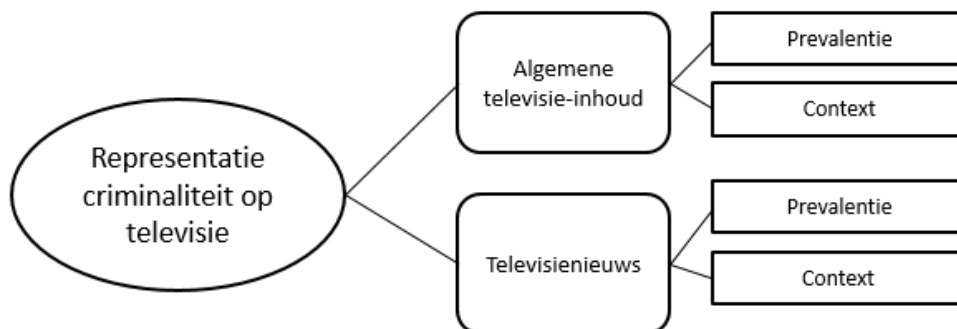 Representatie
criminaliteit op
televisie
Algemene
televisie-inhoud
Prevalentie
Context
Televisienieuws
Prevalentie
Context